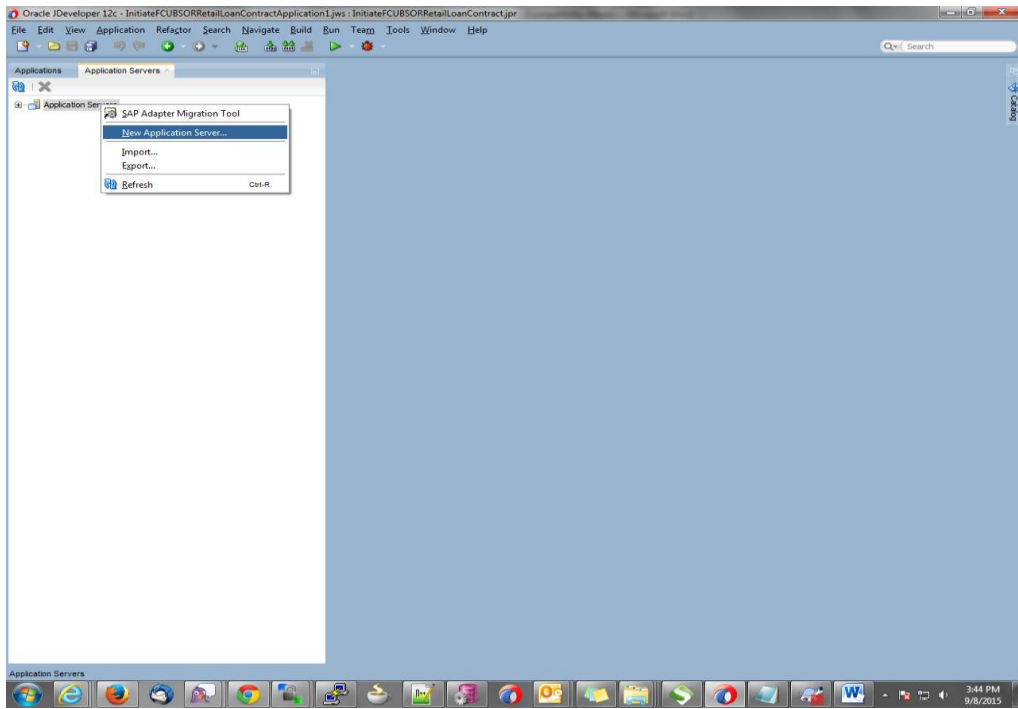 Oracle JDeveloper 12c - InitiateFCUBSORRetailLoanContractApplication1.jws : InitiateFCUBSORRetailLoanContract.jpr
File Edit View Application Refactor Search Navigate Build Run Team Tools Window Help
Search
Applications Application Servers
Catalog
Application Servers
SAP Adapter Migration Tool
New Application Server...
Import...
Export...
Refresh Ctrl-R
Application Servers
3:44 PM
9/8/2015